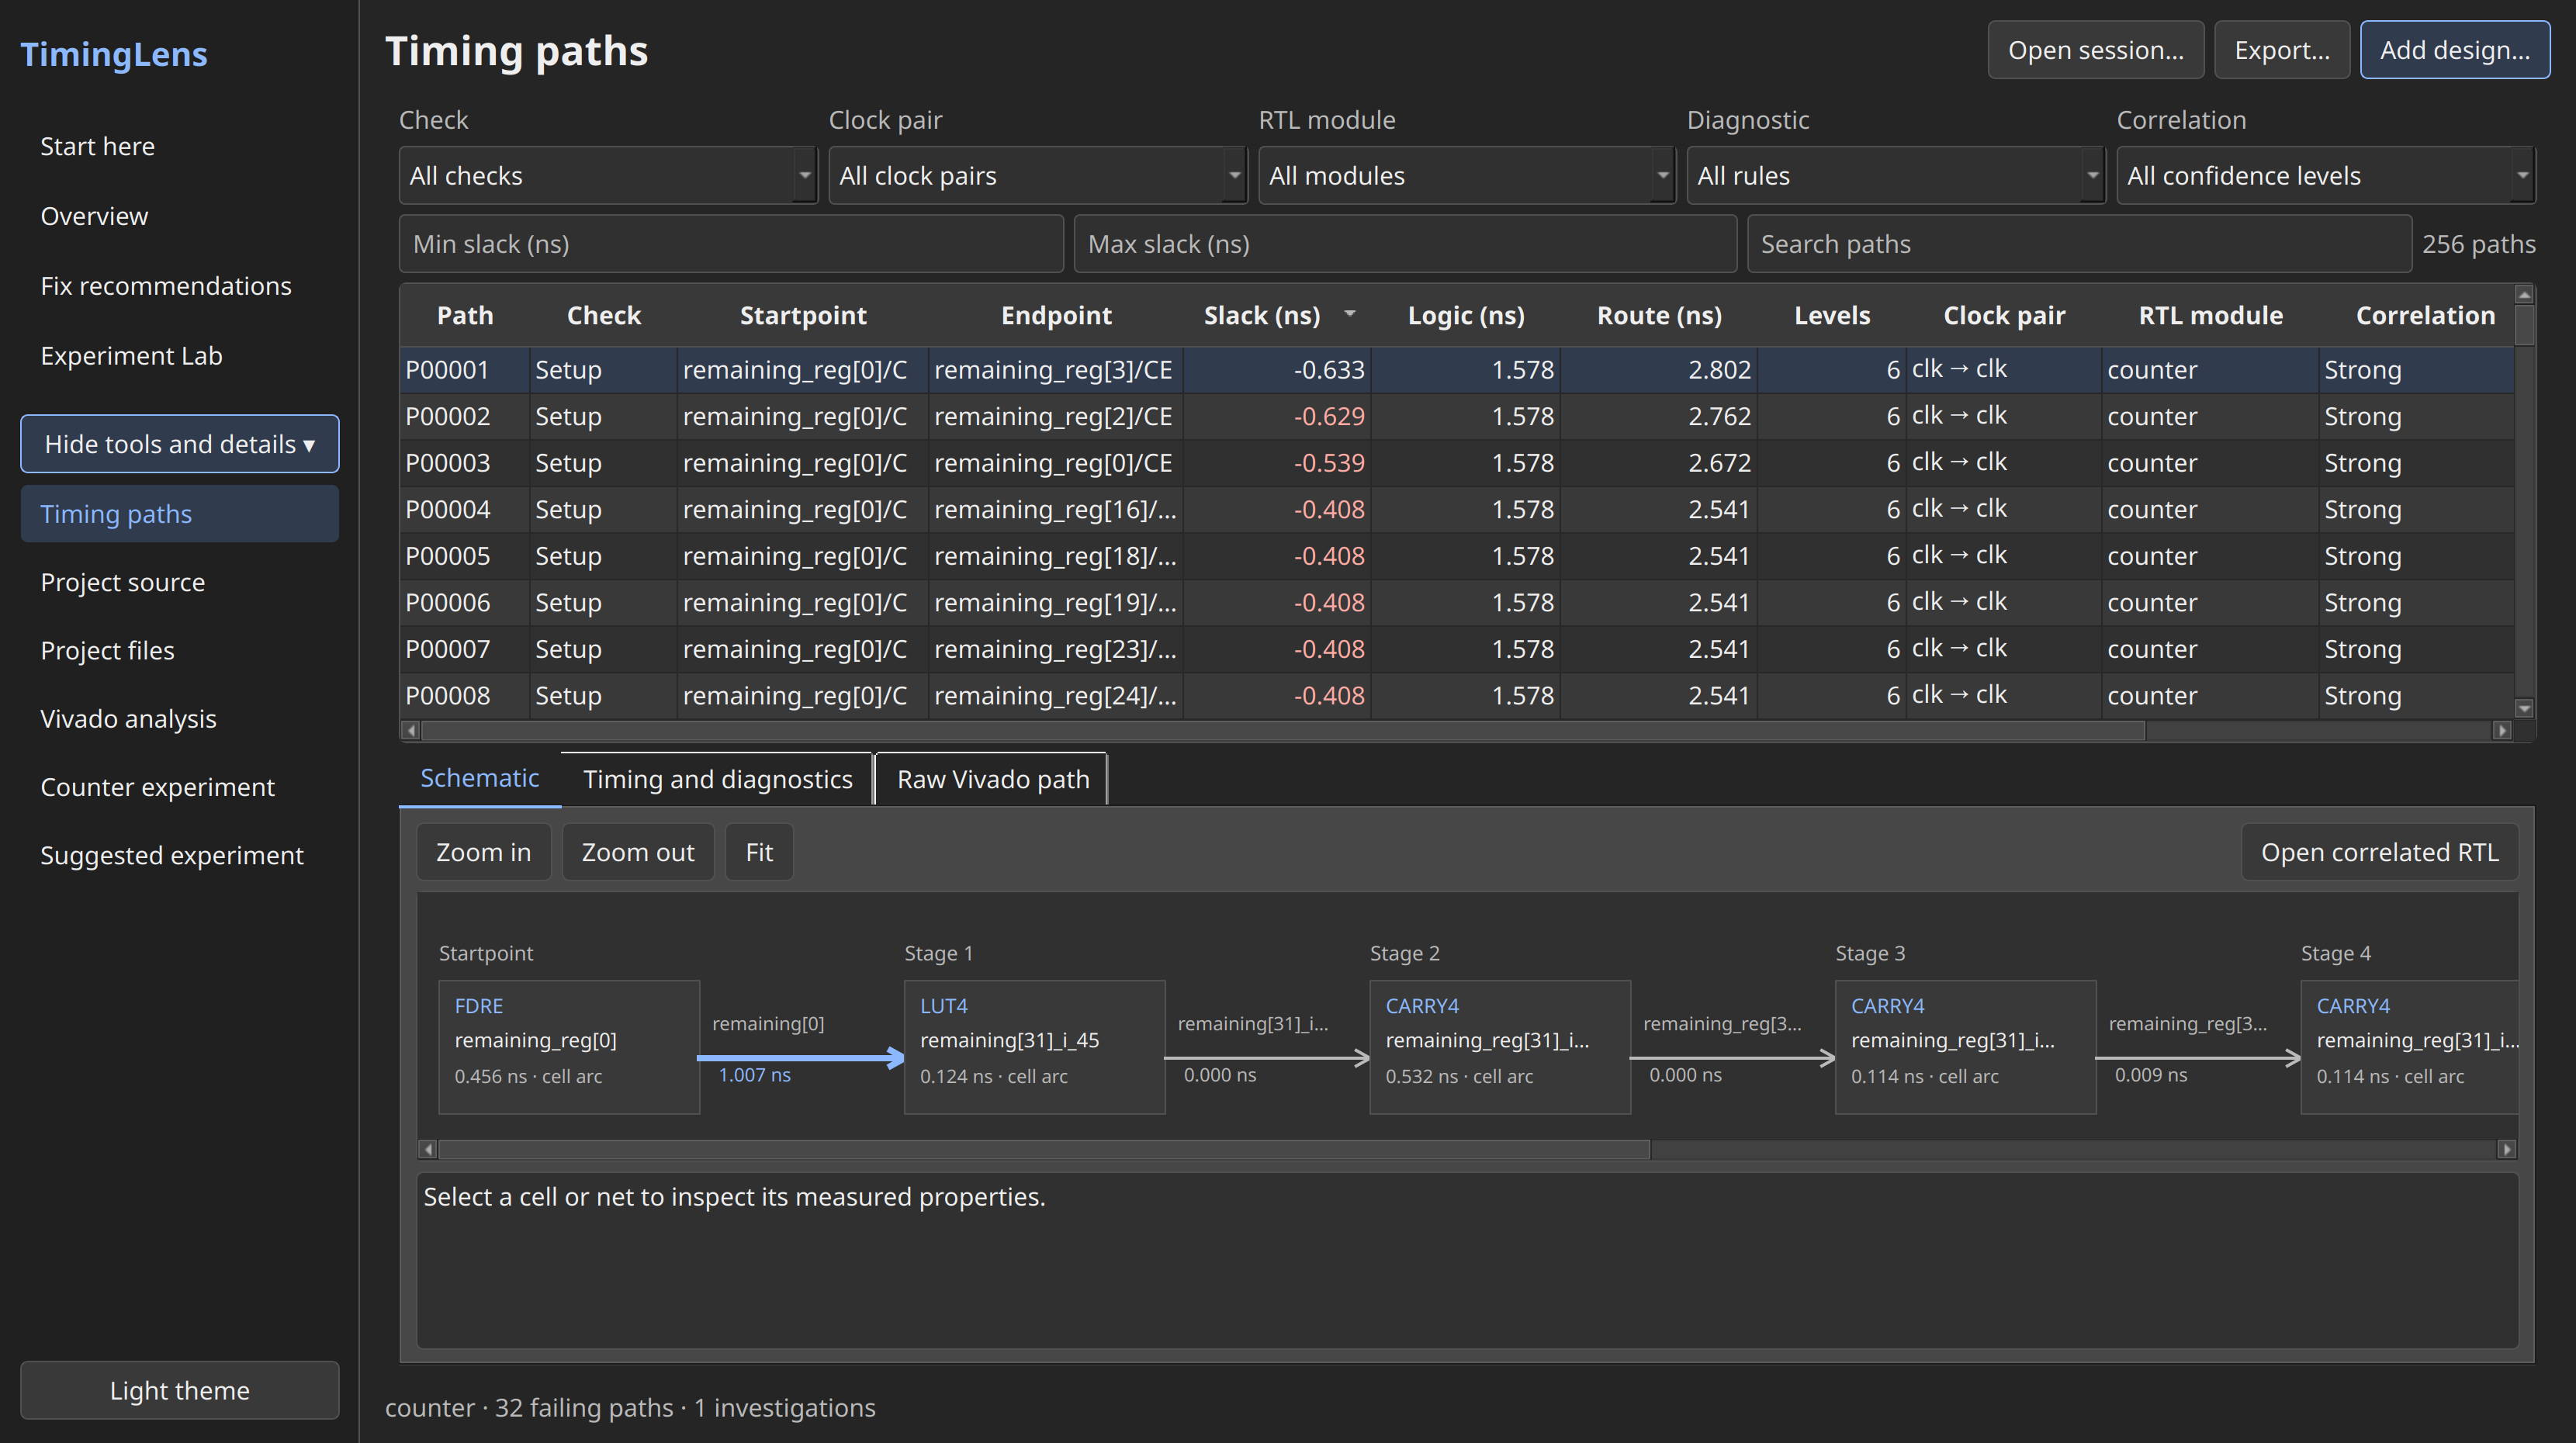 TimingLens
Start here
Overview
Fix recommendations
Experiment Lab
Hide tools and details ▾
Timing paths
Project source
Project files
Vivado analysis
Counter experiment
Suggested experiment
Light theme
Timing paths
Open session... Export... Add design...
Check Clock pair RTL module Diagnostic Correlation
All checks All clock pairs All modules All rules All confidence levels
Min slack (ns) Max slack (ns) Search paths 256 paths
Path Check Startpoint Endpoint Slack (ns) Logic (ns) Route (ns) Levels Clock pair RTL module Correlation
P00001 Setup remaining_reg[0]/C remaining_reg[3]/CE -0.633 1.578 2.802 6 clk → clk counter Strong
P00002 Setup remaining_reg[0]/C remaining_reg[2]/CE -0.629 1.578 2.762 6 clk → clk counter Strong
P00003 Setup remaining_reg[0]/C remaining_reg[0]/CE -0.539 1.578 2.672 6 clk → clk counter Strong
P00004 Setup remaining_reg[0]/C remaining_reg[16]/... -0.408 1.578 2.541 6 clk → clk counter Strong
P00005 Setup remaining_reg[0]/C remaining_reg[18]/... -0.408 1.578 2.541 6 clk → clk counter Strong
P00006 Setup remaining_reg[0]/C remaining_reg[19]/... -0.408 1.578 2.541 6 clk → clk counter Strong
P00007 Setup remaining_reg[0]/C remaining_reg[23]/... -0.408 1.578 2.541 6 clk → clk counter Strong
P00008 Setup remaining_reg[0]/C remaining_reg[24]/... -0.408 1.578 2.541 6 clk → clk counter Strong
Schematic Timing and diagnostics Raw Vivado path
Zoom in Zoom out Fit Open correlated RTL
Startpoint Stage 1 Stage 2 Stage 3 Stage 4
FDRE LUT4 CARRY4 CARRY4 CARRY4
remaining[0] remaining[31]_i... remaining_reg[3... remaining_reg[3...
remaining_reg[0] remaining[31]_i_45 remaining_reg[31]_i... remaining_reg[31]_i... remaining_reg[31]_i...
0.456 ns · cell arc 1.007 ns 0.124 ns · cell arc 0.000 ns 0.532 ns · cell arc 0.000 ns 0.114 ns · cell arc 0.009 ns 0.114 ns · cell arc
Select a cell or net to inspect its measured properties.
counter · 32 failing paths · 1 investigations